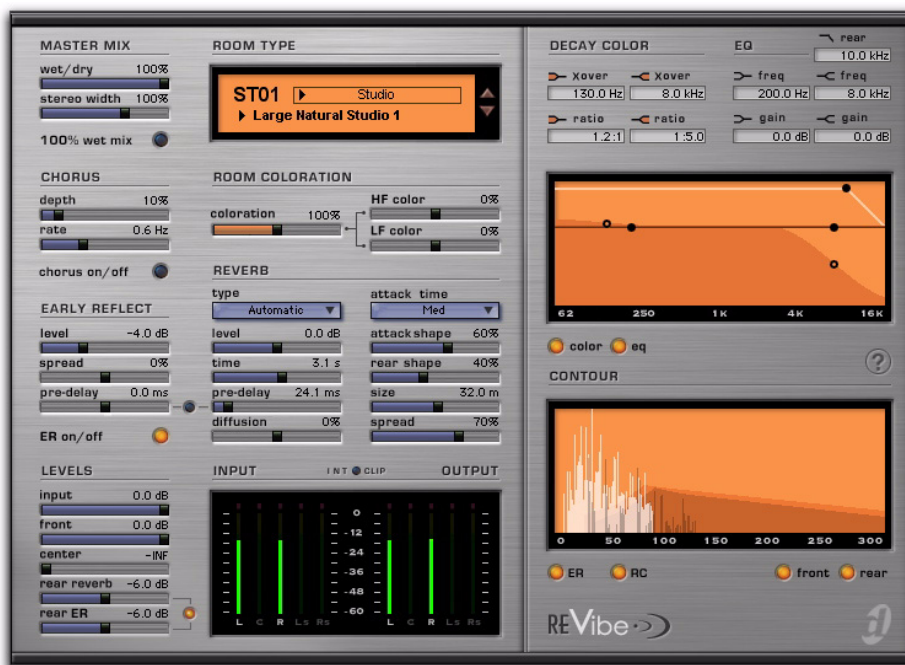 MASTER MIX
wet/dry 100%
stereo width 100%
100% wet mix
CHORUS
depth 10%
rate 0.6 Hz
chorus on/off
EARLY REFLECT
level -4.0 dB
spread 0%
pre-delay 0.0 ms
ER on/off
LEVELS
input 0.0 dB
front 0.0 dB
center -INF
rear reverb -6.0 dB
rear ER -6.0 dB
ROOM TYPE
ST01 Studio
Large Natural Studio 1
ROOM COLORATION
coloration 100%
HF color 0%
LF color 0%
REVERB
type
Automatic
level 0.0 dB
time 3.1 s
pre-delay 24.1 ms
diffusion 0%
attack time
Med
attack shape 60%
rear shape 40%
size 32.0 m
spread 70%
INPUT INT CLIP OUTPUT
0
-12
-24
-36
-48
-60
L C R Ls Rs L C R Ls Rs
DECAY COLOR
Xover Xover
130.0 Hz 8.0 kHz
ratio ratio
1.2:1 1:5.0
EQ
rear
10.0 kHz
freq freq
200.0 Hz 8.0 kHz
gain gain
0.0 dB 0.0 dB
62 250 1K 4K 16K
color eq
?
CONTOUR
0 50 100 150 200 250 300
ER RC front rear
REVibe